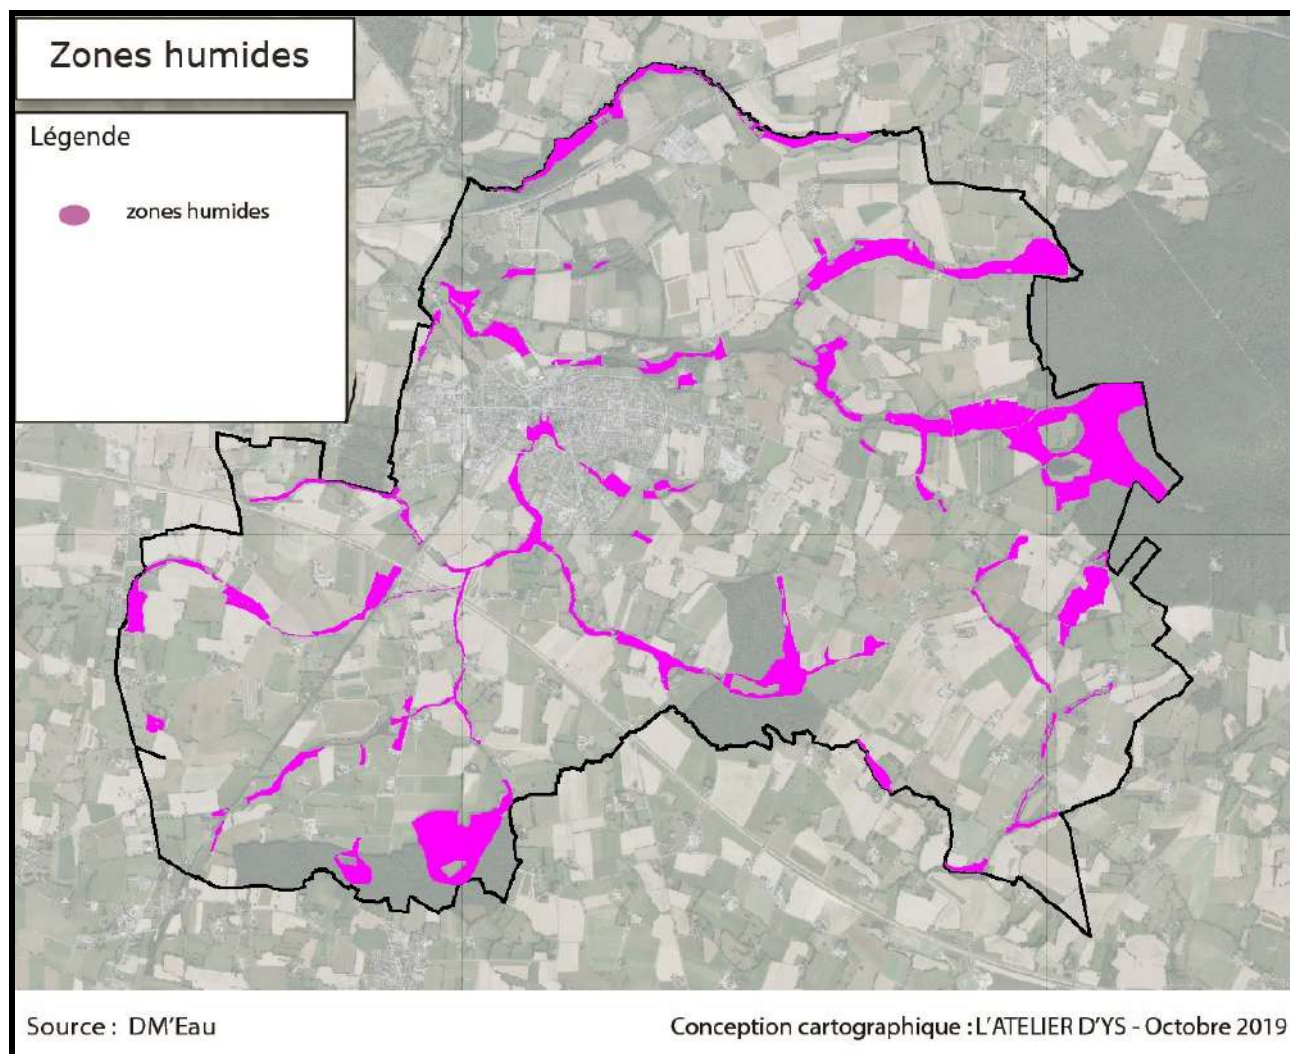 Zones humides
Légende
zones humides
Source : DM'Eau
Conception cartographique : L'ATELIER D'YS - Octobre 2019